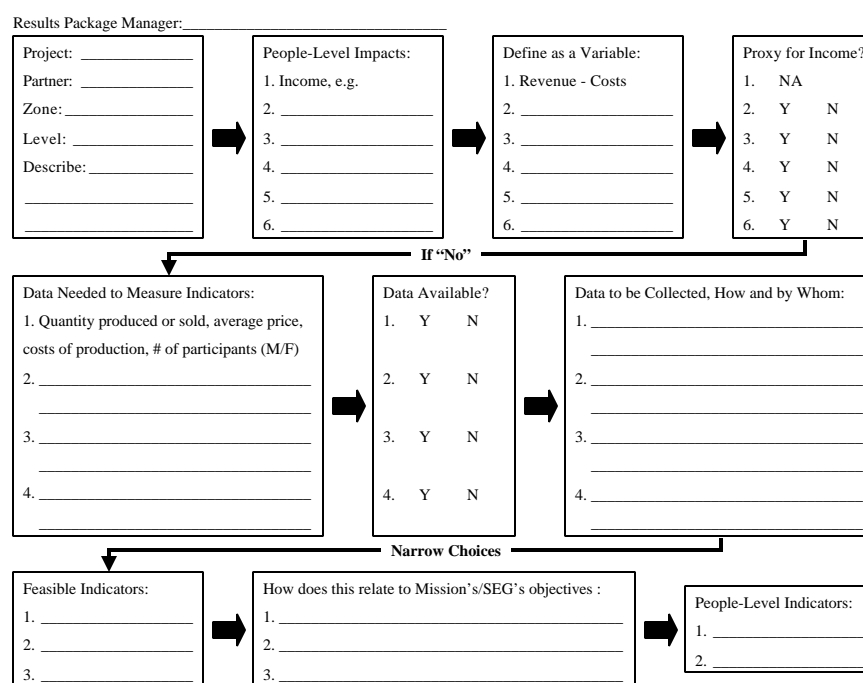 Results Package Manager:
Project:
Partner:
Zone:
Level:
Describe:
People-Level Impacts:
1. Income, e.g.
2.
3.
4.
5.
6.
Define as a Variable:
1. Revenue - Costs
2.
3.
4.
5.
6.
Proxy for Income?
1. NA
2. Y N
3. Y N
4. Y N
5. Y N
6. Y N
If “No”
Data Needed to Measure Indicators:
1. Quantity produced or sold, average price,
costs of production, # of participants (M/F)
2.
3.
4.
Data Available?
1. Y N
2. Y N
3. Y N
4. Y N
Data to be Collected, How and by Whom:
1.
2.
3.
4.
Narrow Choices
Feasible Indicators:
1.
2.
3.
How does this relate to Mission's/SEG's objectives :
1.
2.
3.
People-Level Indicators:
1.
2.